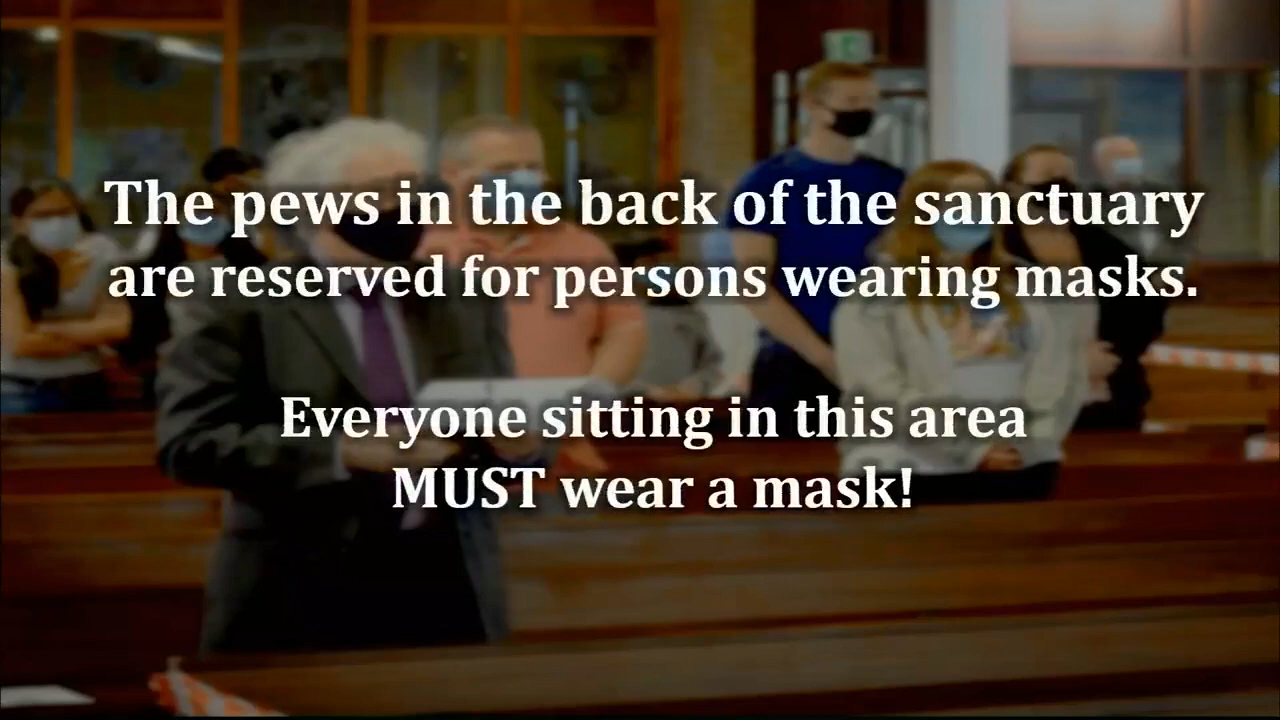 The pews in the back of the sanctuary
are reserved for persons wearing masks.
Everyone sitting in this area
MUST wear a mask!